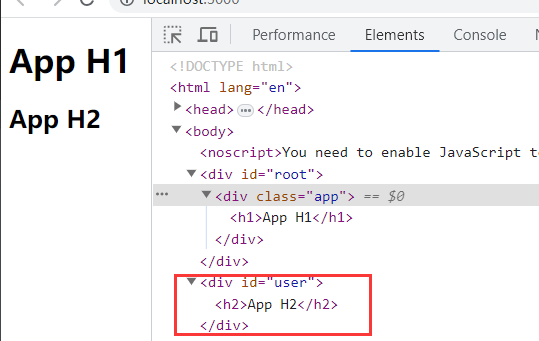 localhost:3000
App H1
App H2
Performance Elements Console
<!DOCTYPE html>
<html lang="en">
<head> … </head>
<body>
<noscript>You need to enable JavaScript t
<div id="root">
… <div class="app"> == $0
<h1>App H1</h1>
</div>
</div>
<div id="user">
<h2>App H2</h2>
</div>